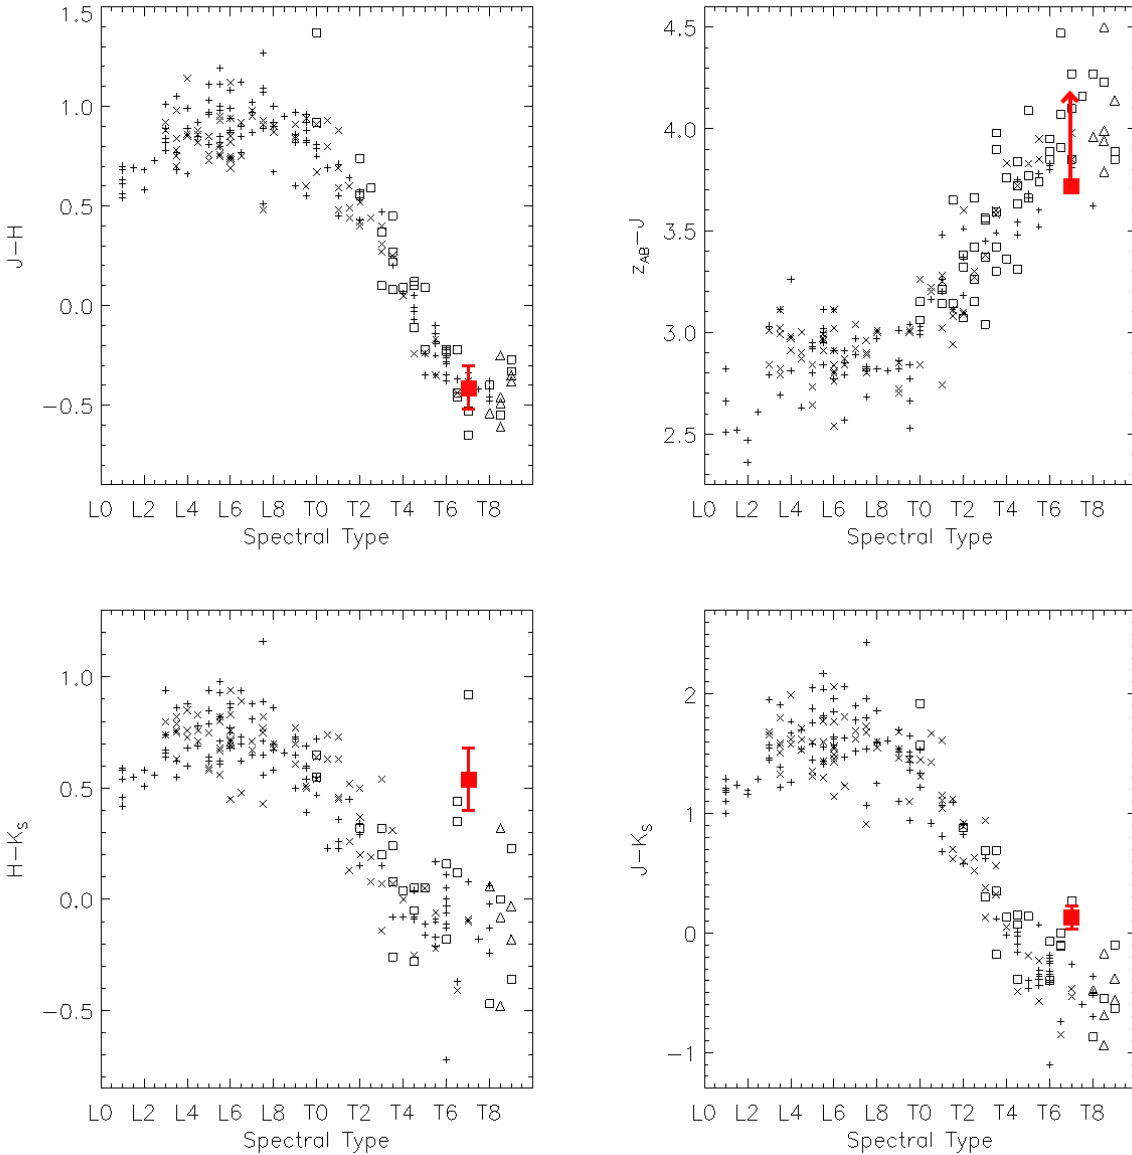 1.5
1.0
0.5
0.0
−0.5
J−H
L0 L2 L4 L6 L8 T0 T2 T4 T6 T8
Spectral Type
4.5
4.0
3.5
3.0
2.5
z_AB−J
L0 L2 L4 L6 L8 T0 T2 T4 T6 T8
Spectral Type
1.0
0.5
0.0
−0.5
H−K_S
L0 L2 L4 L6 L8 T0 T2 T4 T6 T8
Spectral Type
2
1
0
−1
J−K_S
L0 L2 L4 L6 L8 T0 T2 T4 T6 T8
Spectral Type